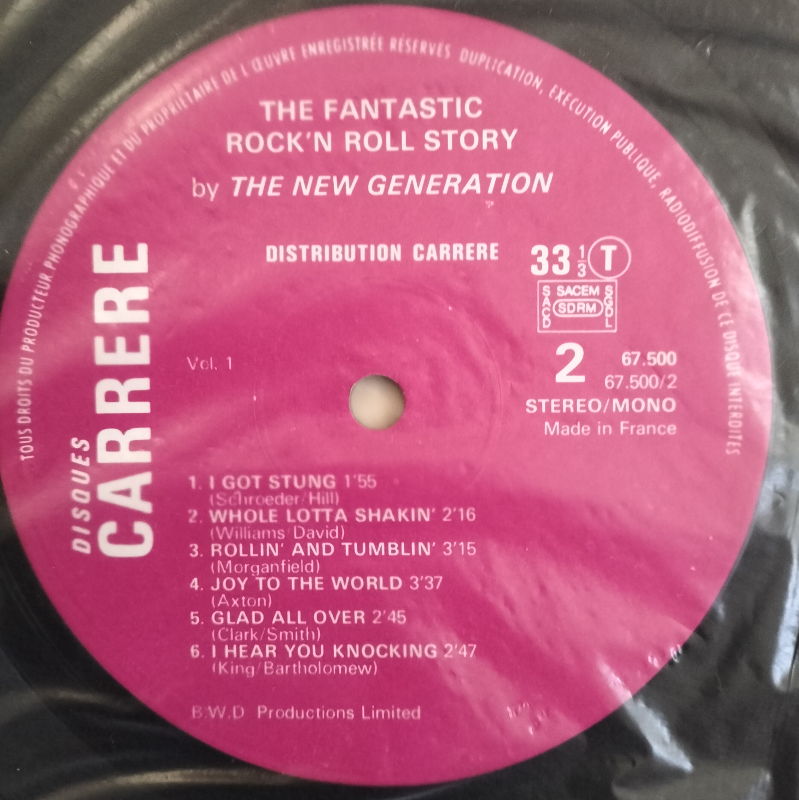 TOUS DROITS DU PRODUCTEUR PHONOGRAPHIQUE ET DU PROPRIÉTAIRE DE L'ŒUVRE ENREGISTRÉE RÉSERVÉS DUPLICATION, EXECUTION PUBLIQUE, RADIODIFFUSION DE CE DISQUE INTERDITES
THE FANTASTIC
ROCK'N ROLL STORY
by THE NEW GENERATION
DISTRIBUTION CARRERE
33 1/3 T
SACEM
SACD SDRM SGDL
DISQUES
CARRERE
Vol. 1
2 67.500
67.500/2
STEREO/MONO
Made in France
1. I GOT STUNG 1'55
(Schroeder/Hill)
2. WHOLE LOTTA SHAKIN' 2'16
(Williams/David)
3. ROLLIN' AND TUMBLIN' 3'15
(Morganfield)
4. JOY TO THE WORLD 3'37
(Axton)
5. GLAD ALL OVER 2'45
(Clark/Smith)
6. I HEAR YOU KNOCKING 2'47
(King/Bartholomew)
B.W.D Productions Limited